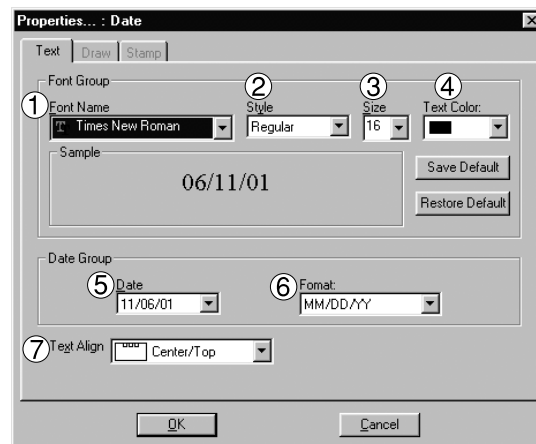 Properties... : Date
Text Draw Stamp
Font Group
① Font Name ② Style ③ Size ④ Text Color:
T Times New Roman Regular 16
Sample
06/11/01
Save Default
Restore Default
Date Group
⑤ Date ⑥ Fomat:
11/06/01 MM/DD/YY
⑦ Text Align Center/Top
OK Cancel